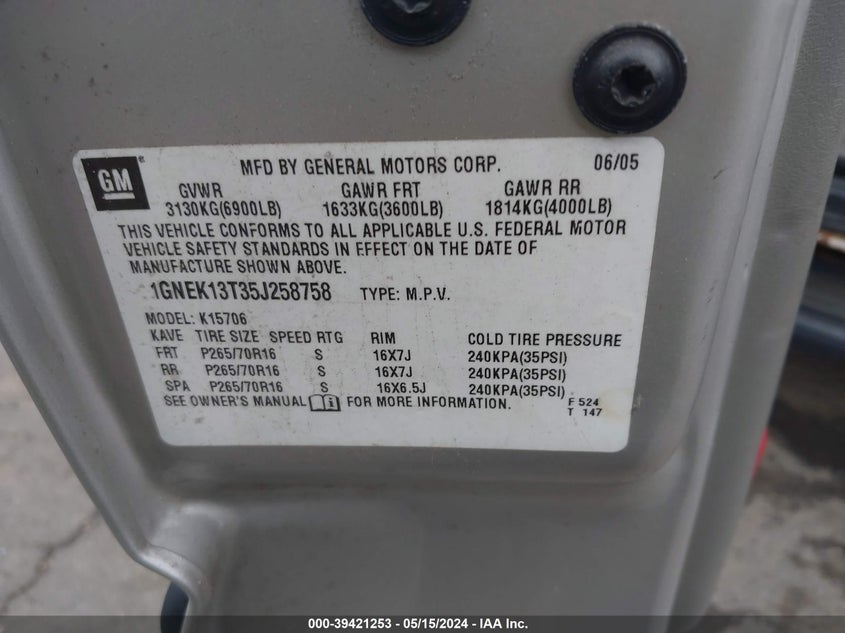 GM ® MFD BY GENERAL MOTORS CORP. 06/05
GVWR GAWR FRT GAWR RR
3130KG(6900LB) 1633KG(3600LB) 1814KG(4000LB)
THIS VEHICLE CONFORMS TO ALL APPLICABLE U.S. FEDERAL MOTOR
VEHICLE SAFETY STANDARDS IN EFFECT ON THE DATE OF
MANUFACTURE SHOWN ABOVE.
1GNEK13T35J258758 TYPE: M.P.V.
MODEL: K15706
KAVE TIRE SIZE SPEED RTG RIM COLD TIRE PRESSURE
FRT P265/70R16 S 16X7J 240KPA(35PSI)
RR P265/70R16 S 16X7J 240KPA(35PSI)
SPA P265/70R16 S 16X6.5J 240KPA(35PSI)
SEE OWNER'S MANUAL FOR MORE INFORMATION.
F 524
T 147
000-39421253 - 05/15/2024 - IAA Inc.